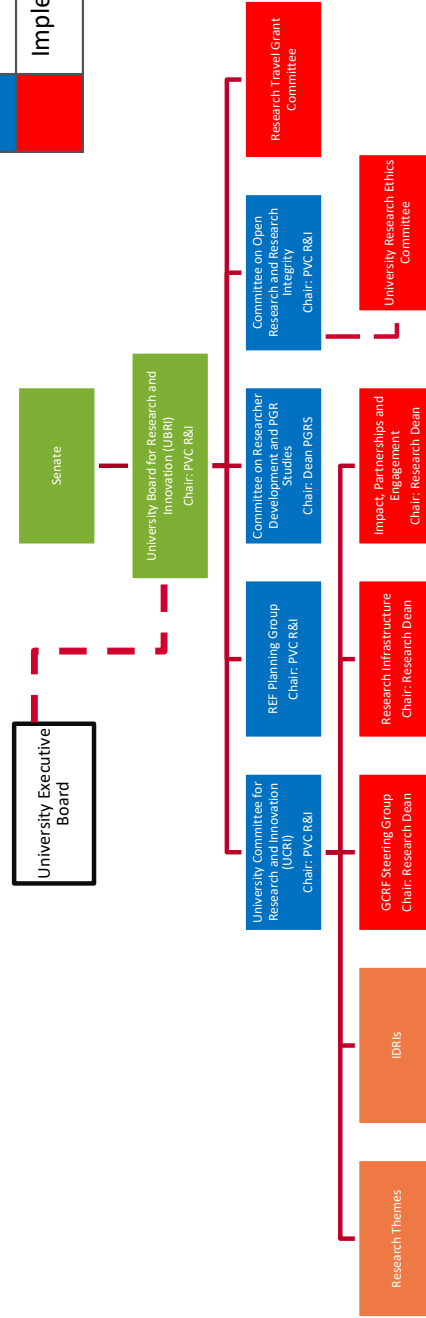 Imple
University Executive
Board
Senate
University Board for Research and
Innovation (UBRI)
Chair: PVC R&I
University Committee for
Research and Innovation
(UCRI)
Chair: PVC R&I
REF Planning Group
Chair: PVC R&I
Committee on Researcher
Development and PGR
Studies
Chair: Dean PGRS
Committee on Open
Research and Research
Integrity
Chair: PVC R&I
Research Travel Grant
Committee
Research Themes
IDRIs
GCRF Steering Group
Chair: Research Dean
Research Infrastructure
Chair: Research Dean
Impact, Partnerships and
Engagement
Chair: Research Dean
University Research Ethics
Committee